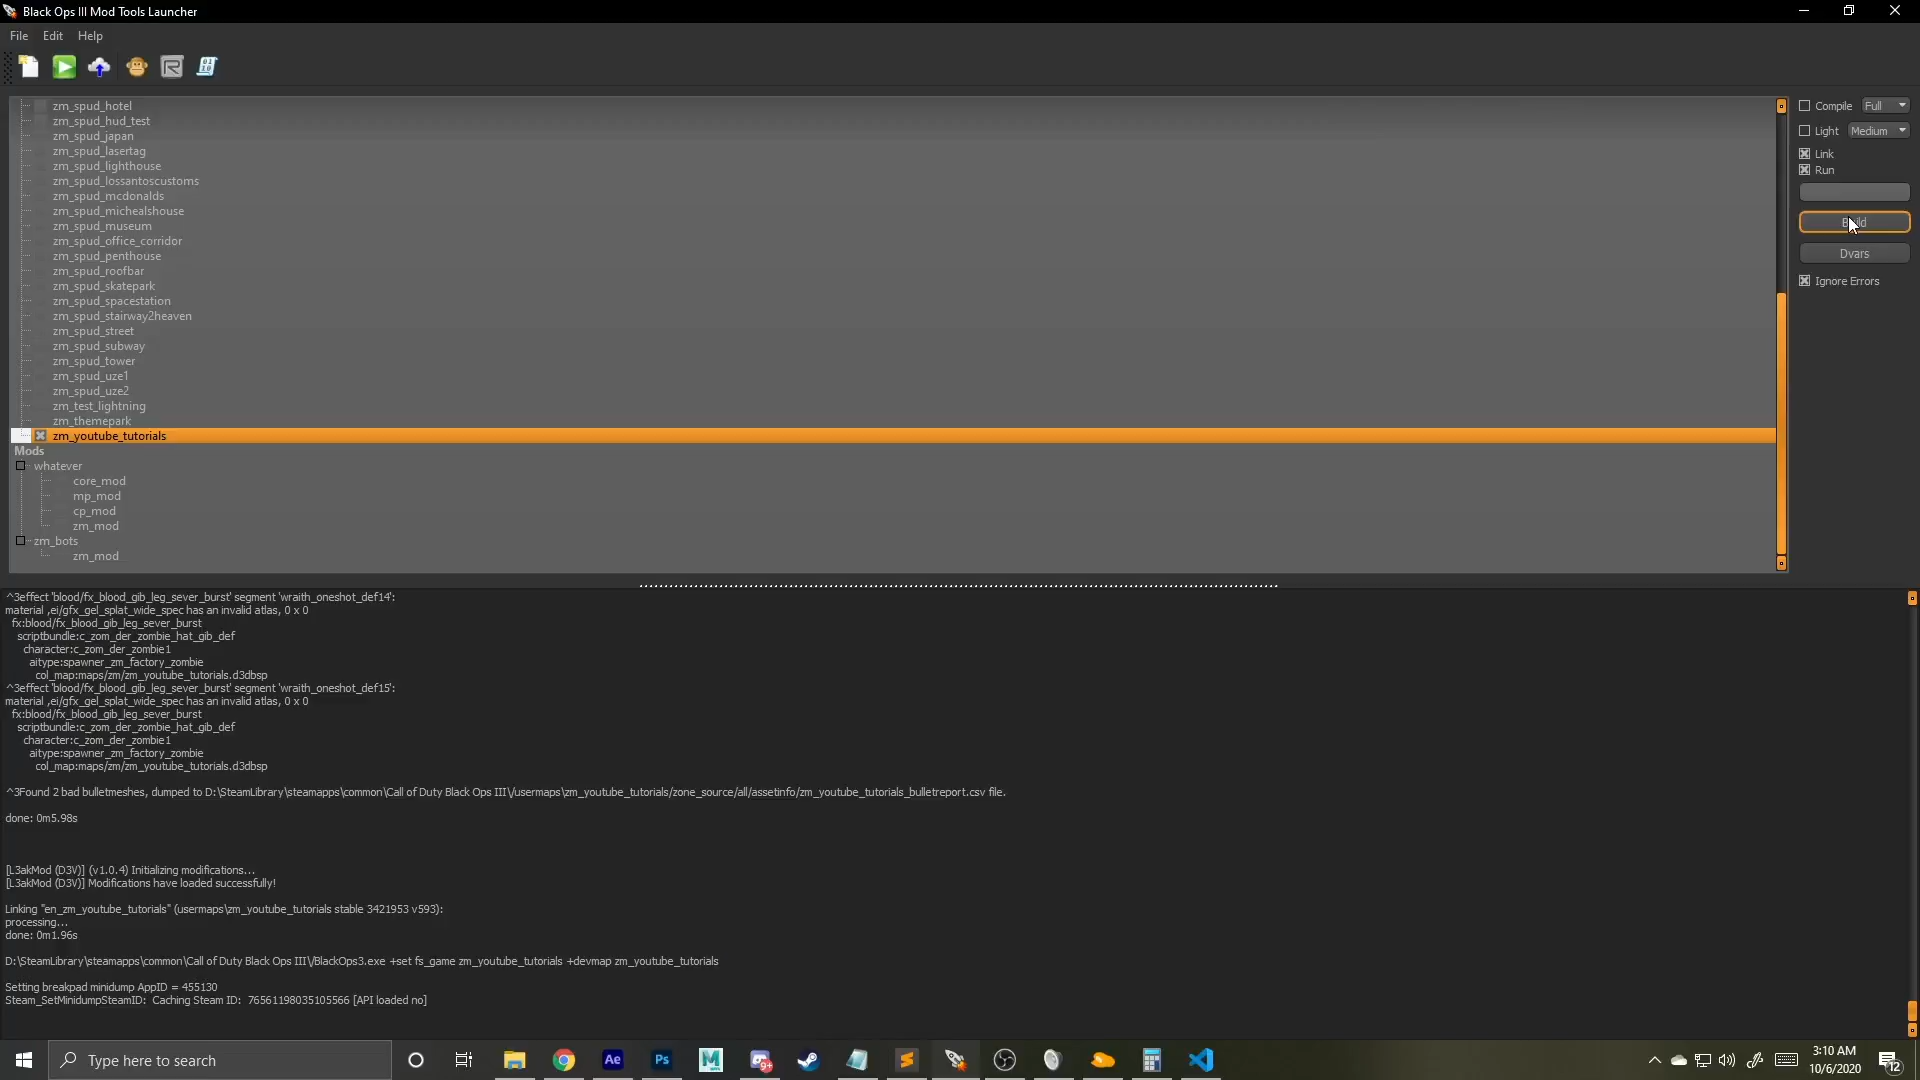 Black Ops III Mod Tools Launcher
File Edit Help
zm_spud_hotel
zm_spud_hud_test
zm_spud_japan
zm_spud_lasertag
zm_spud_lighthouse
zm_spud_lossantoscustoms
zm_spud_mcdonalds
zm_spud_michealshouse
zm_spud_museum
zm_spud_office_corridor
zm_spud_penthouse
zm_spud_roofbar
zm_spud_skatepark
zm_spud_spacestation
zm_spud_stairway2heaven
zm_spud_street
zm_spud_subway
zm_spud_tower
zm_spud_uze1
zm_spud_uze2
zm_test_lightning
zm_themepark
zm_youtube_tutorials
Mods
whatever
core_mod
mp_mod
cp_mod
zm_mod
zm_bots
zm_mod
Compile Full
Light Medium
Link
Run
Build
Dvars
Ignore Errors
^3effect 'blood/fx_blood_gib_leg_sever_burst' segment 'wraith_oneshot_def14':
material ,ei/gfx_gel_splat_wide_spec has an invalid atlas, 0 x 0
fx:blood/fx_blood_gib_leg_sever_burst
scriptbundle:c_zom_der_zombie_hat_gib_def
character:c_zom_der_zombie1
aitype:spawner_zm_factory_zombie
col_map:maps/zm/zm_youtube_tutorials.d3dbsp
^3effect 'blood/fx_blood_gib_leg_sever_burst' segment 'wraith_oneshot_def15':
material ,ei/gfx_gel_splat_wide_spec has an invalid atlas, 0 x 0
fx:blood/fx_blood_gib_leg_sever_burst
scriptbundle:c_zom_der_zombie_hat_gib_def
character:c_zom_der_zombie1
aitype:spawner_zm_factory_zombie
col_map:maps/zm/zm_youtube_tutorials.d3dbsp
^3Found 2 bad bulletmeshes, dumped to D:\SteamLibrary\steamapps\common\Call of Duty Black Ops III\/usermaps\zm_youtube_tutorials/zone_source/all/assetinfo/zm_youtube_tutorials_bulletreport.csv file.
done: 0m5.98s
[L3akMod (D3V)] (v1.0.4) Initializing modifications...
[L3akMod (D3V)] Modifications have loaded successfully!
Linking "en_zm_youtube_tutorials" (usermaps\zm_youtube_tutorials stable 3421953 v593):
processing...
done: 0m1.96s
D:\SteamLibrary\steamapps\common\Call of Duty Black Ops III\/BlackOps3.exe +set fs_game zm_youtube_tutorials +devmap zm_youtube_tutorials
Setting breakpad minidump AppID = 455130
Steam_SetMinidumpSteamID: Caching Steam ID: 76561198035105566 [API loaded no]
Type here to search
Ae
Ps
3:10 AM
10/6/2020
12